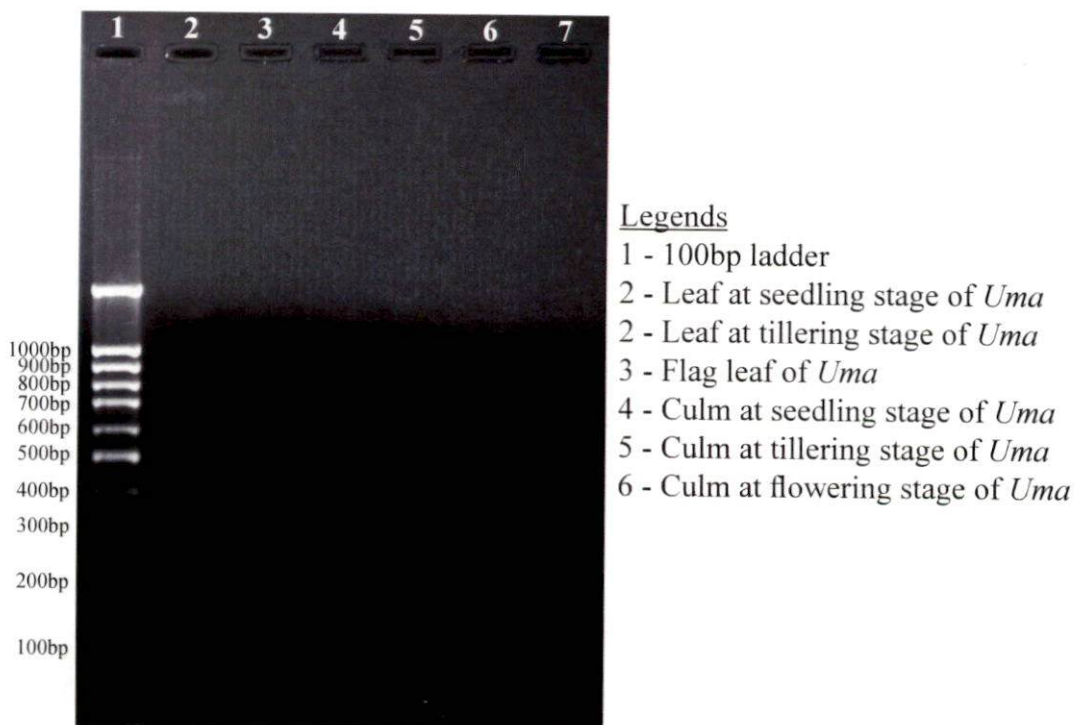 1 2 3 4 5 6 7
1000bp
900bp
800bp
700bp
600bp
500bp
400bp
300bp
200bp
100bp
Legends
1 - 100bp ladder
2 - Leaf at seedling stage of Uma
2 - Leaf at tillering stage of Uma
3 - Flag leaf of Uma
4 - Culm at seedling stage of Uma
5 - Culm at tillering stage of Uma
6 - Culm at flowering stage of Uma